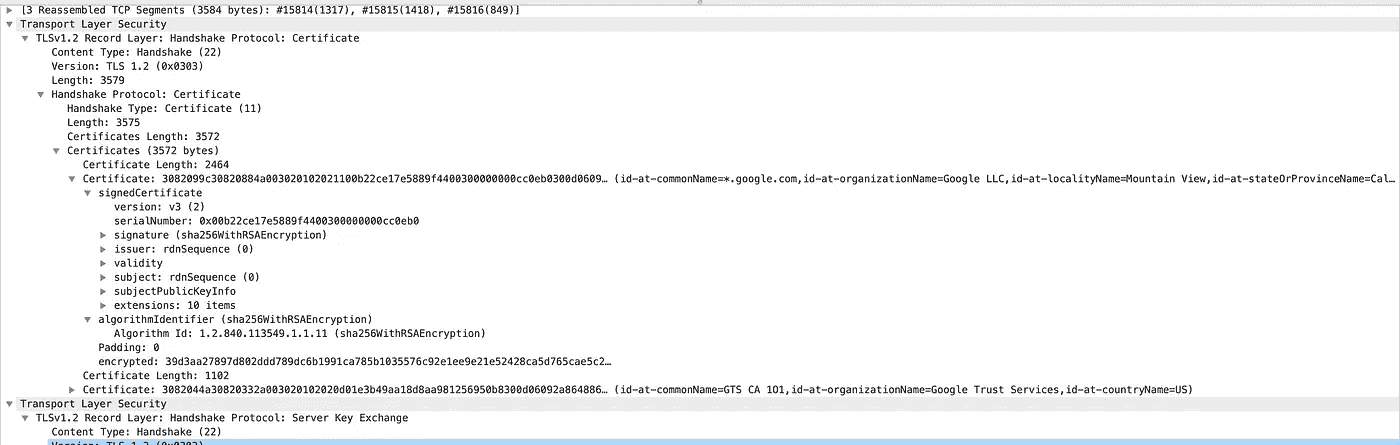 [3 Reassembled TCP Segments (3584 bytes): #15814(1317), #15815(1418), #15816(849)]
Transport Layer Security
TLSv1.2 Record Layer: Handshake Protocol: Certificate
Content Type: Handshake (22)
Version: TLS 1.2 (0x0303)
Length: 3579
Handshake Protocol: Certificate
Handshake Type: Certificate (11)
Length: 3575
Certificates Length: 3572
Certificates (3572 bytes)
Certificate Length: 2464
Certificate: 3082099c30820884a003020102021100b22ce17e5889f4400300000000cc0eb0300d0609… (id-at-commonName=*.google.com,id-at-organizationName=Google LLC,id-at-localityName=Mountain View,id-at-stateOrProvinceName=Cal…
signedCertificate
version: v3 (2)
serialNumber: 0x00b22ce17e5889f4400300000000cc0eb0
signature (sha256WithRSAEncryption)
issuer: rdnSequence (0)
validity
subject: rdnSequence (0)
subjectPublicKeyInfo
extensions: 10 items
algorithmIdentifier (sha256WithRSAEncryption)
Algorithm Id: 1.2.840.113549.1.1.11 (sha256WithRSAEncryption)
Padding: 0
encrypted: 39d3aa27897d802ddd789dc6b1991ca785b1035576c92e1ee9e21e52428ca5d765cae5c2…
Certificate Length: 1102
Certificate: 3082044a30820332a003020102020d01e3b49aa18d8aa981256950b8300d06092a864886… (id-at-commonName=GTS CA 1O1,id-at-organizationName=Google Trust Services,id-at-countryName=US)
Transport Layer Security
TLSv1.2 Record Layer: Handshake Protocol: Server Key Exchange
Content Type: Handshake (22)